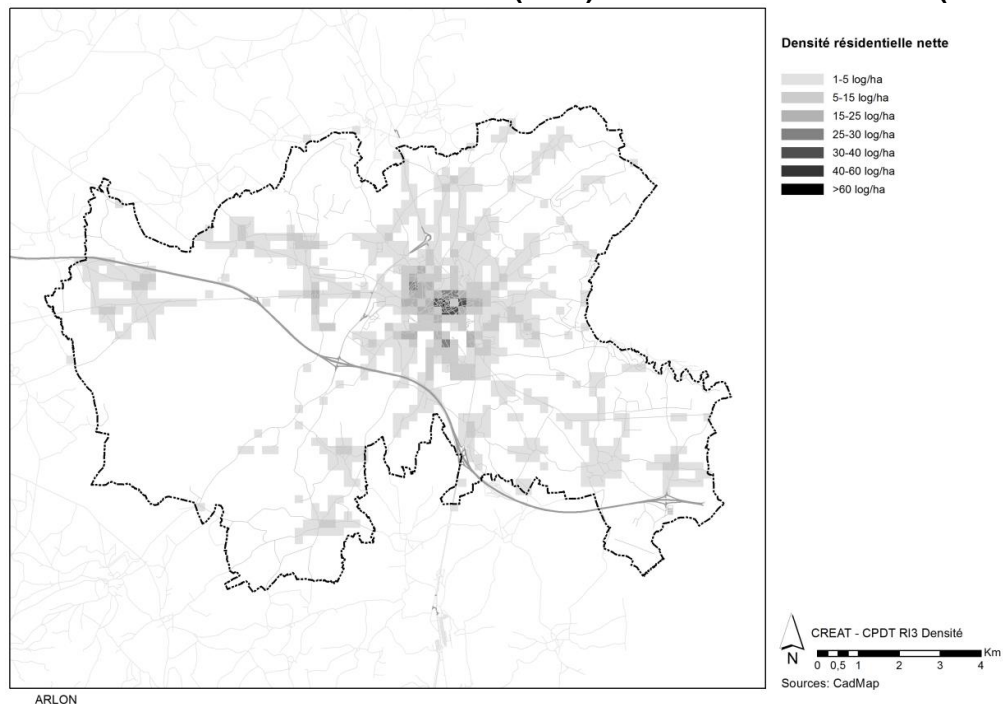 Densité résidentielle nette
1-5 log/ha
5-15 log/ha
15-25 log/ha
25-30 log/ha
30-40 log/ha
40-60 log/ha
>60 log/ha
CREAT - CPDT RI3 Densité
N
Km
0 0,5 1 2 3 4
Sources: CadMap
ARLON